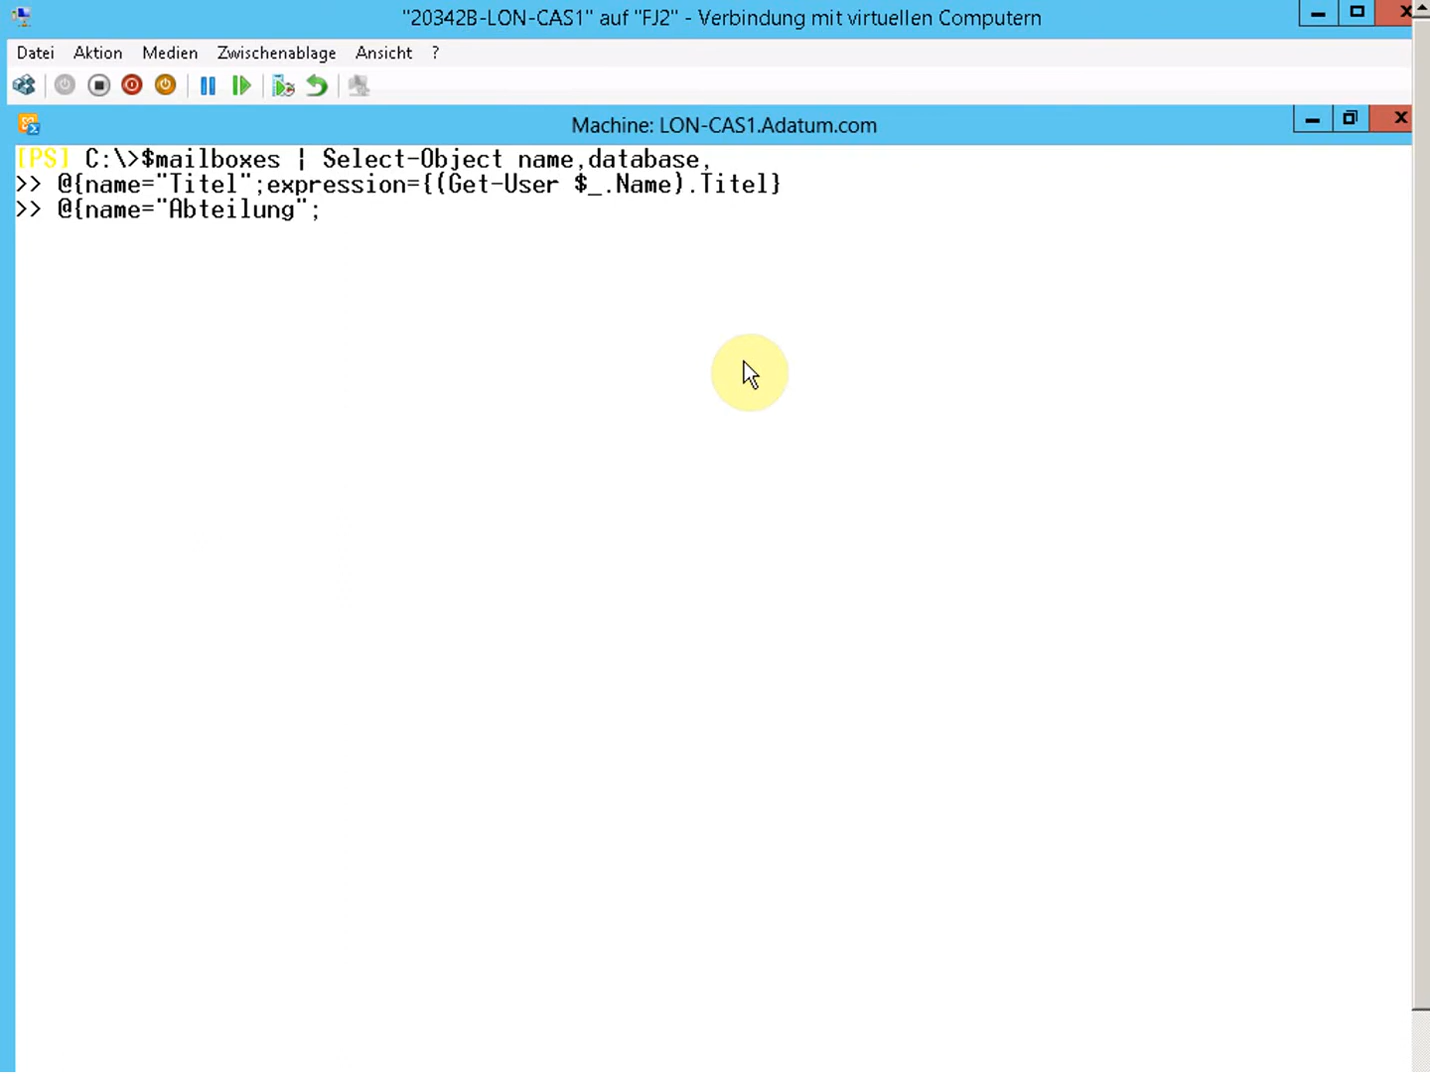 "20342B-LON-CAS1" auf "FJ2" - Verbindung mit virtuellen Computern
Datei Aktion Medien Zwischenablage Ansicht ?
Machine: LON-CAS1.Adatum.com
[PS] C:\>$mailboxes | Select-Object name,database,
>> @{name="Titel";expression={(Get-User $_.Name).Titel}
>> @{name="Abteilung";